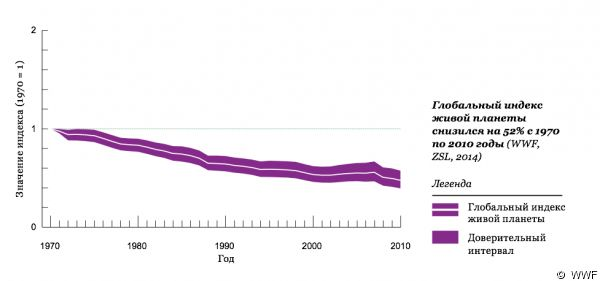 Значение индекса (1970 = 1)
2
1
0
1970
1980
1990
2000
2010
Год
Глобальный индекс
живой планеты
снизился на 52% с 1970
по 2010 годы (WWF,
ZSL, 2014)
Легенда
Глобальный индекс
живой планеты
Доверительный
интервал
© WWF